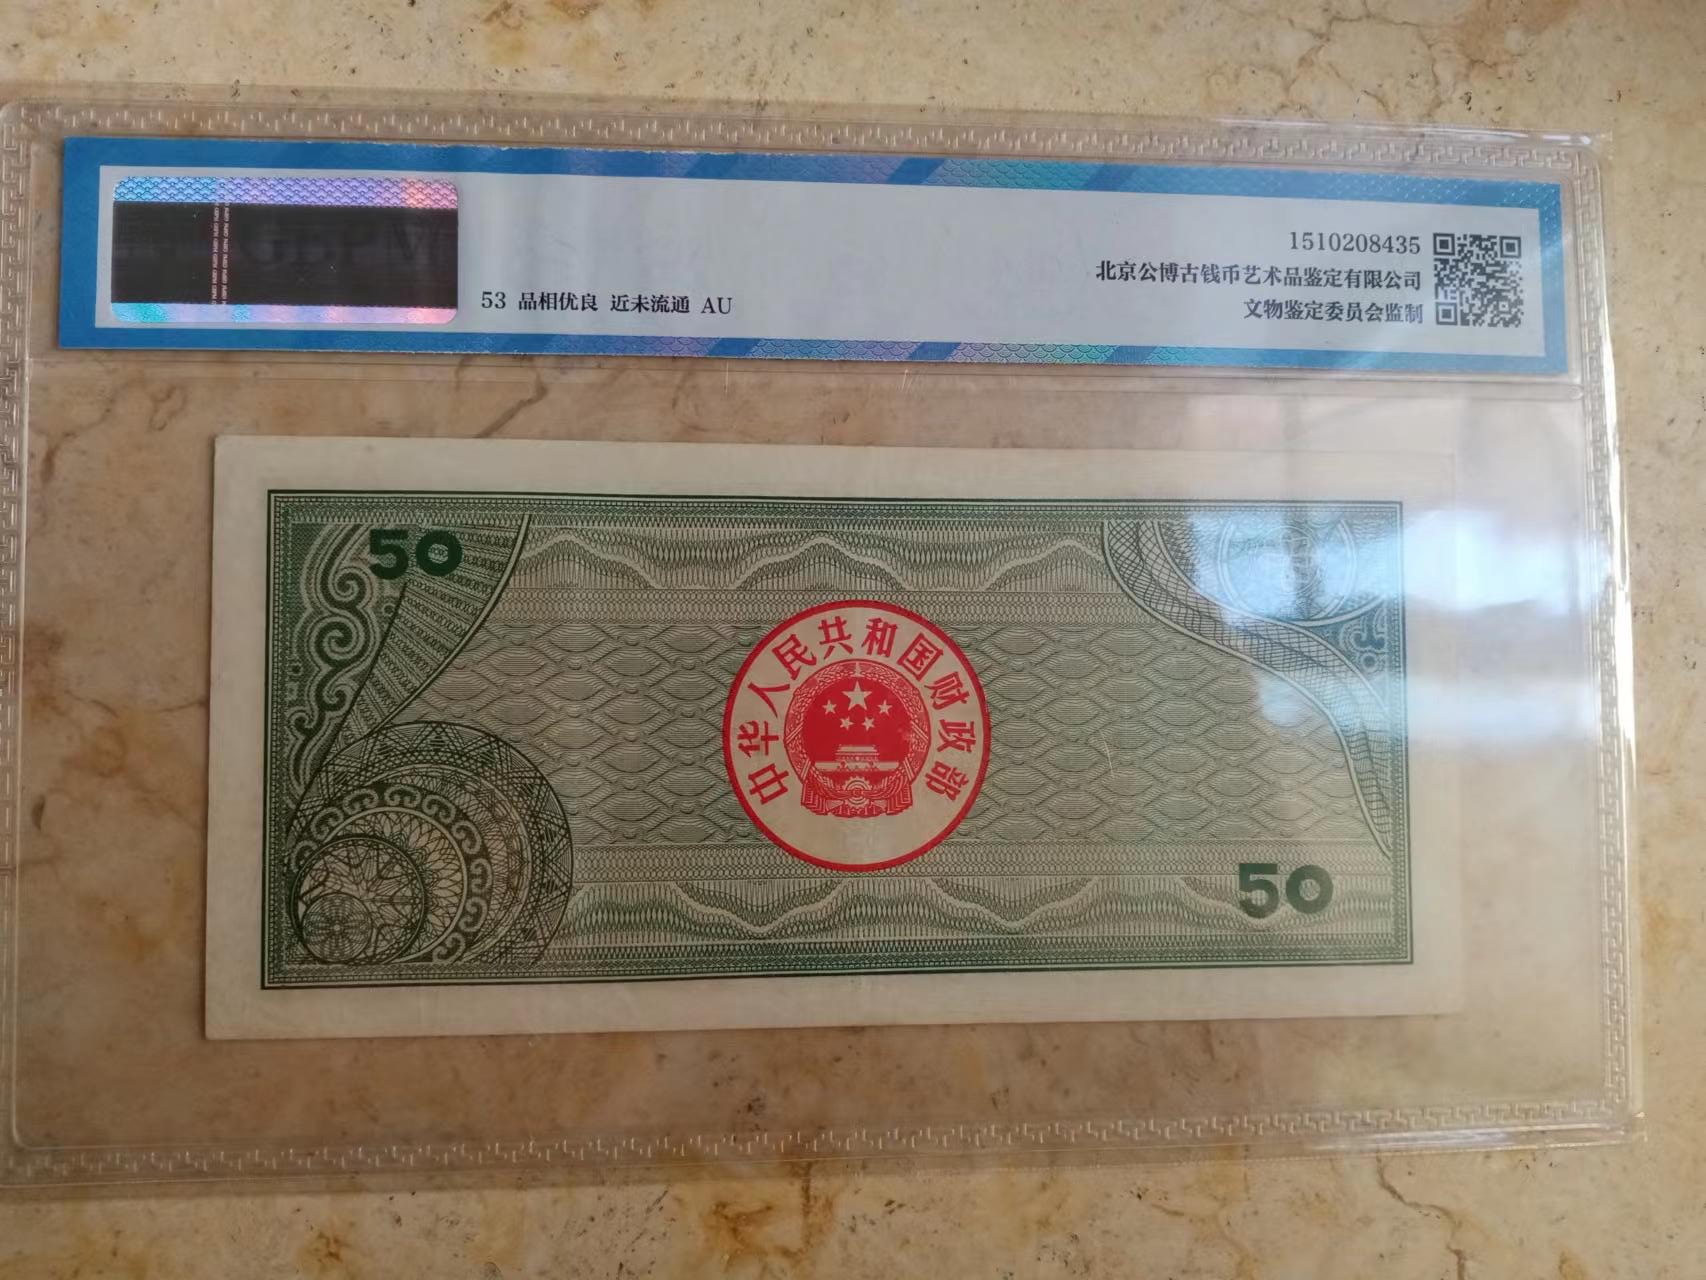 1510208435
北京公博古钱币艺术品鉴定有限公司
53 品相优良 近未流通 AU
文物鉴定委员会监制
50
中华人民共和国财政部
50